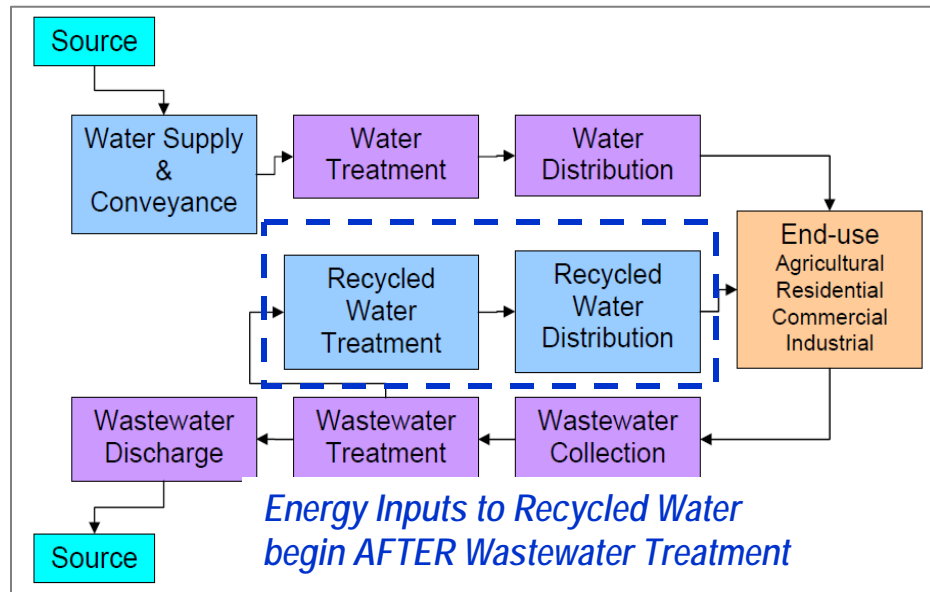 Source
Water Supply
&
Conveyance
Water
Treatment
Water
Distribution
End-use
Agricultural
Residential
Commercial
Industrial
Recycled
Water
Treatment
Recycled
Water
Distribution
Wastewater
Discharge
Wastewater
Treatment
Wastewater
Collection
Source
Energy Inputs to Recycled Water
begin AFTER Wastewater Treatment